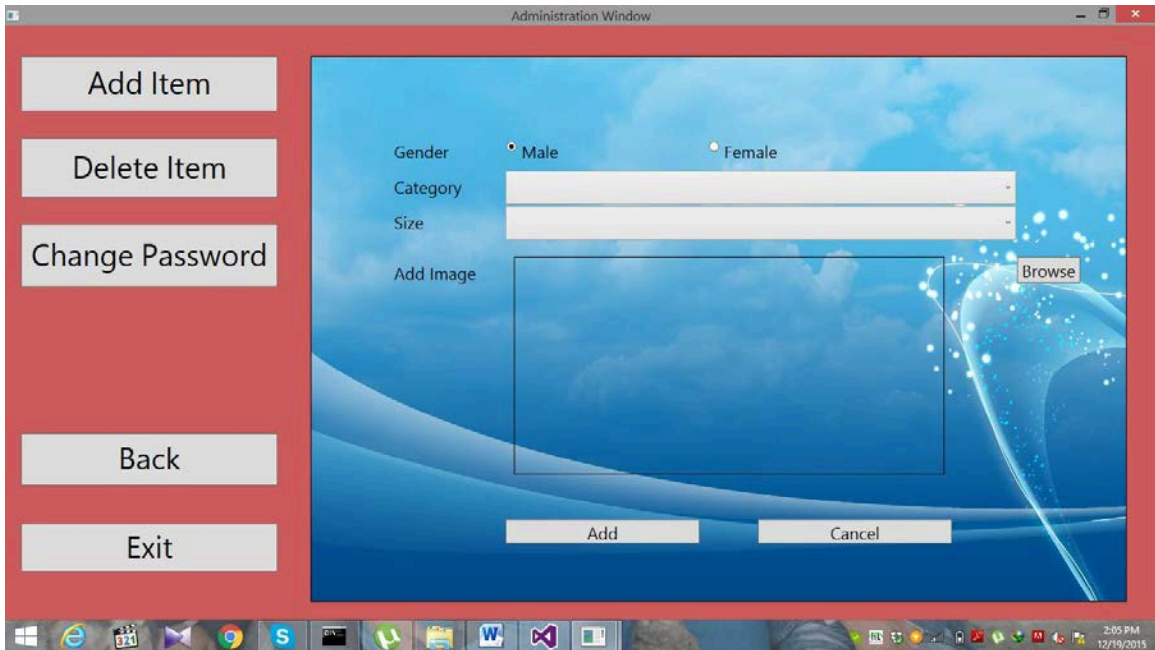 Administration Window
Add Item
Delete Item
Change Password
Back
Exit
Gender
Male
Female
Category
Size
Add Image
Browse
Add
Cancel
321
S
W
2:05 PM
12/19/2015